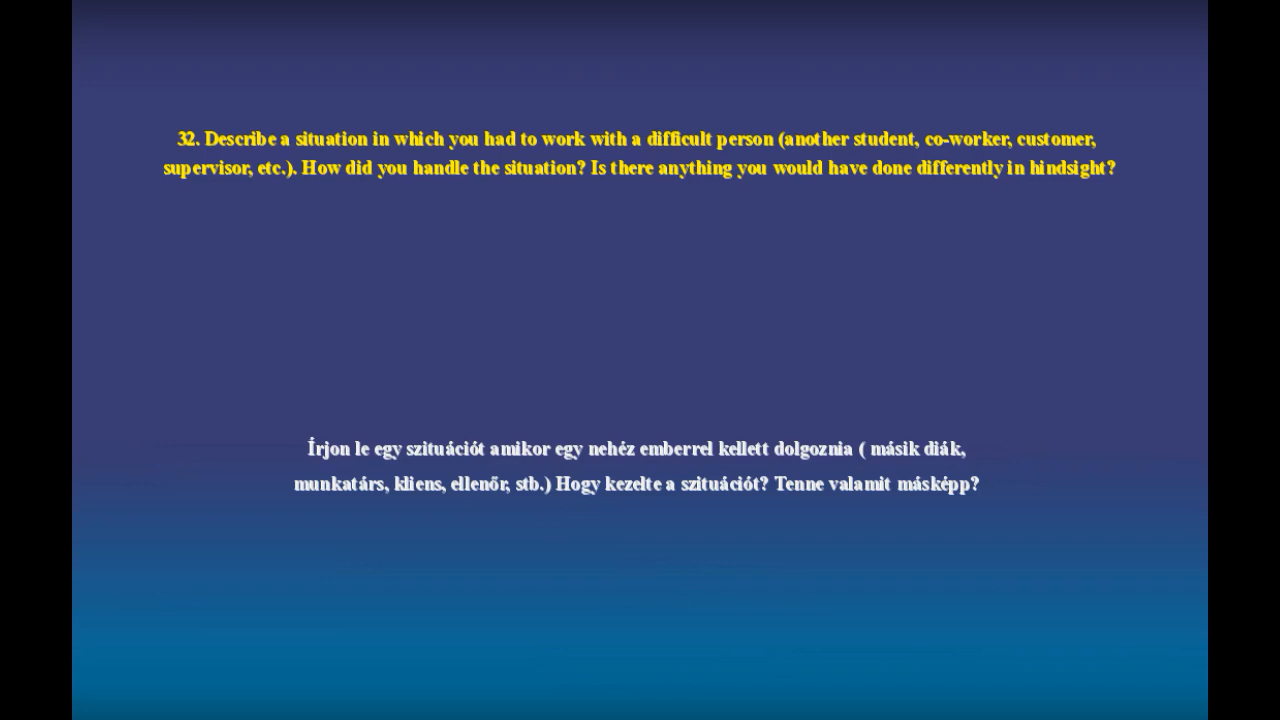 32. Describe a situation in which you had to work with a difficult person (another student, co-worker, customer,
supervisor, etc.). How did you handle the situation? Is there anything you would have done differently in hindsight?
Írjon le egy szituációt amikor egy nehéz emberrel kellett dolgoznia ( másik diák,
munkatárs, kliens, ellenőr, stb.) Hogy kezelte a szituációt? Tenne valamit másképp?